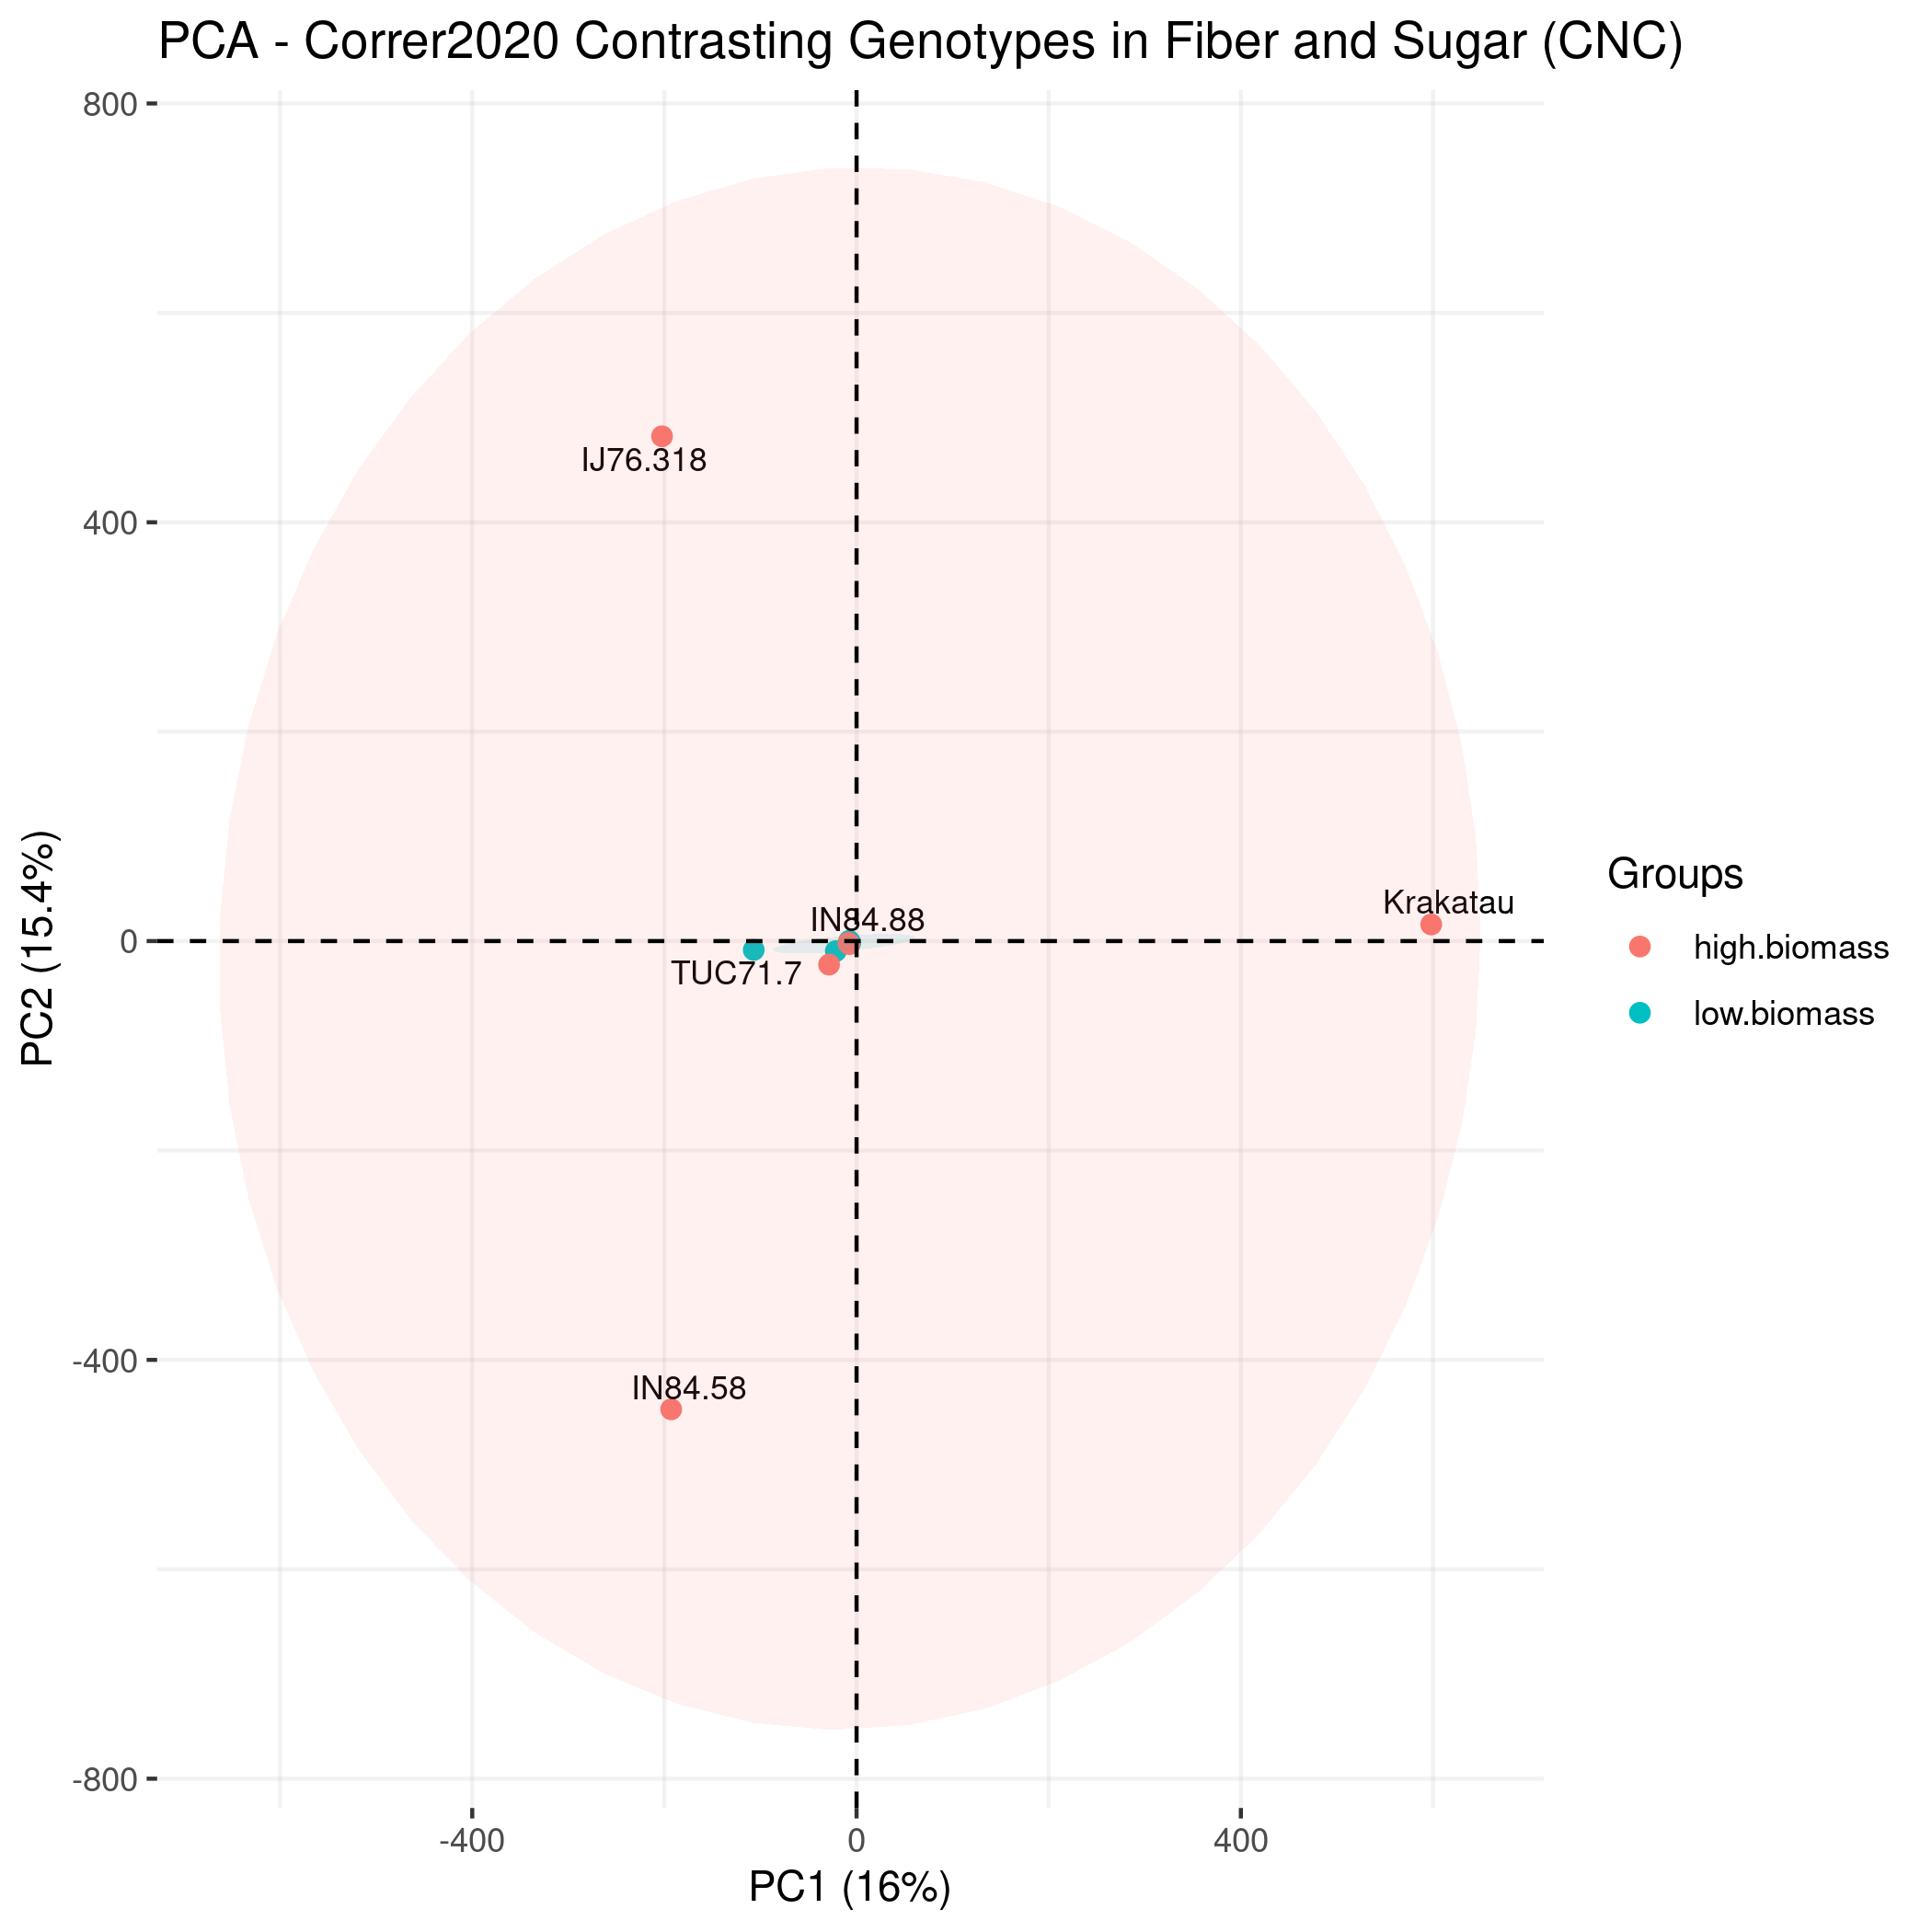 PCA - Correr2020 Contrasting Genotypes in Fiber and Sugar (CNC)
800
400
0
-400
-800
PC2 (15.4%)
IJ76.318
IN84.88
Krakatau
TUC71.7
IN84.58
-400
0
400
PC1 (16%)
Groups
high.biomass
low.biomass